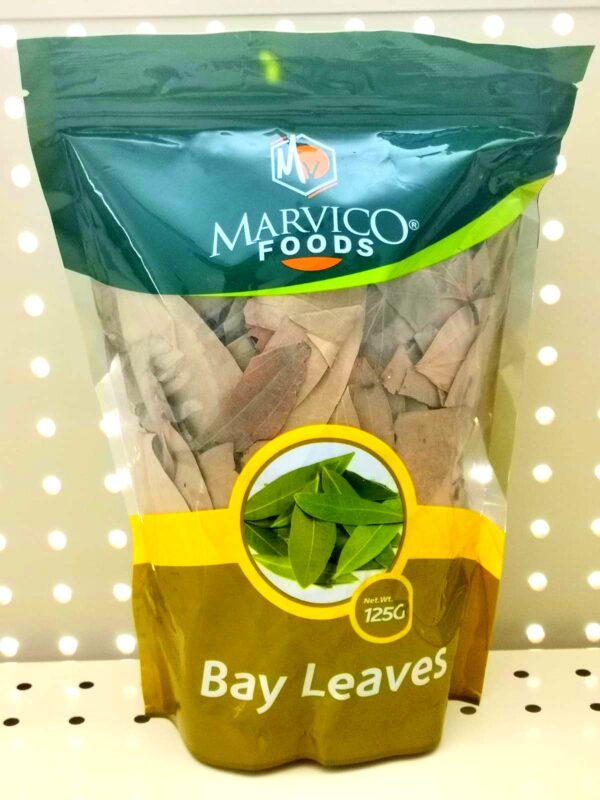 MARVICO®
FOODS
Net.Wt.
125G
Bay Leaves